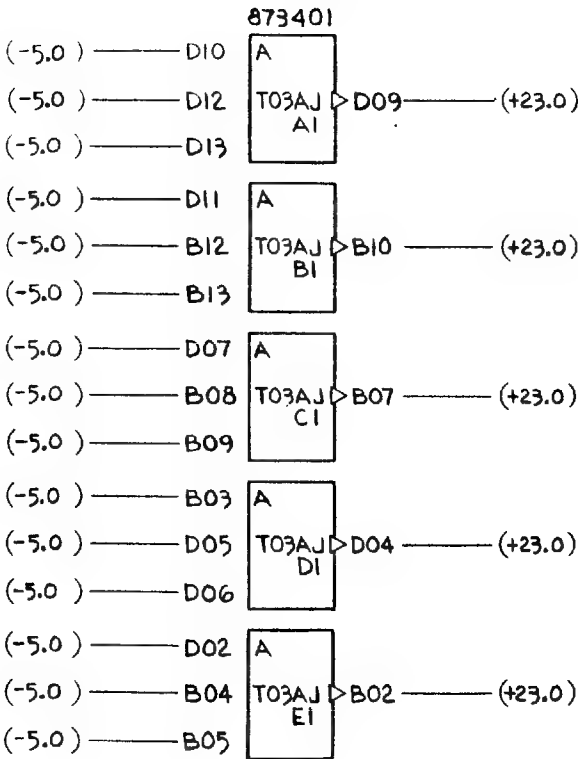 873401
(-5.0 ) D10 A
(-5.0 ) D12 T03AJ D09 (+23.0)
A1
(-5.0 ) D13
(-5.0 ) D11 A
(-5.0 ) B12 T03AJ B10 (+23.0)
B1
(-5.0 ) B13
(-5.0 ) D07 A
(-5.0 ) B08 T03AJ B07 (+23.0)
C1
(-5.0 ) B09
(-5.0 ) B03 A
(-5.0 ) D05 T03AJ D04 (+23.0)
D1
(-5.0 ) D06
(-5.0 ) D02 A
(-5.0 ) B04 T03AJ B02 (+23.0)
E1
(-5.0 ) B05